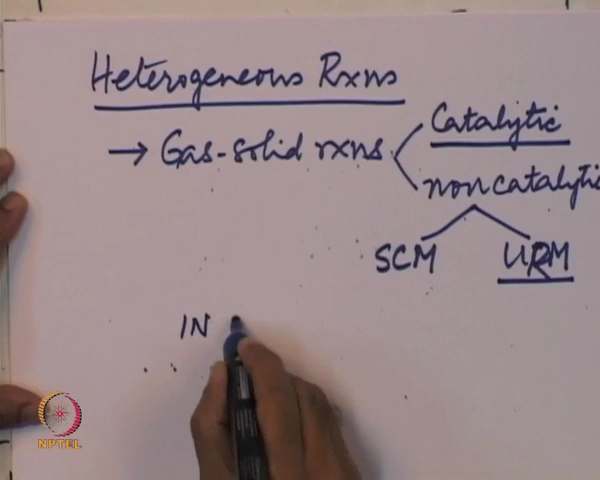 Heterogeneous Rxns
→ Gas-solid rxns
Catalytic
noncatalytic
SCM URM
IN
NPTEL